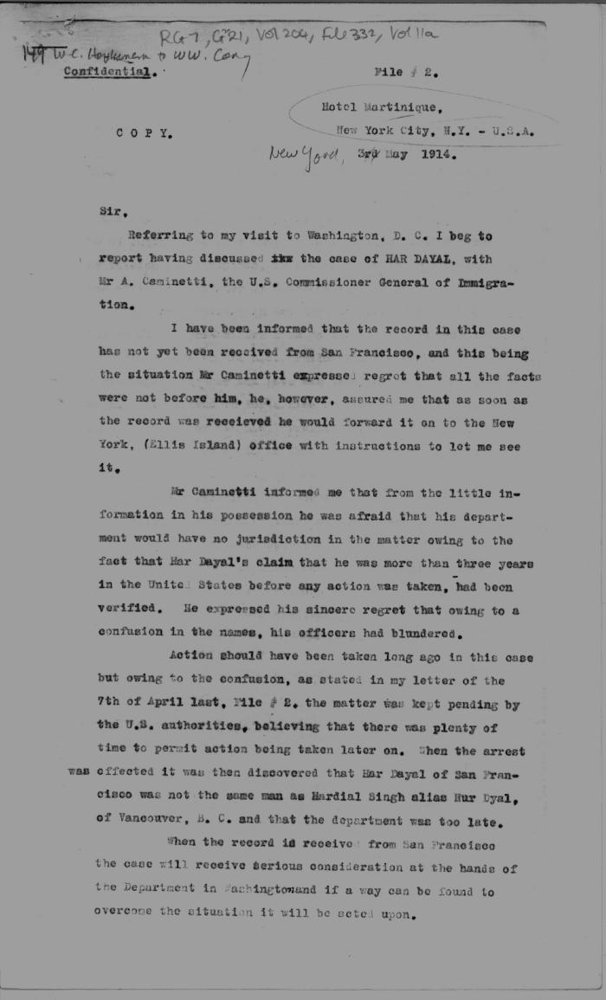 RG 7, G21, Vol 204, File 332, Vol 11a
W.C. to WW. Cory
Confidential.
File # 2.
Hotel Martinique,
C O P Y.
New York City, N.Y. - U.S.A.
New York, 3rd May 1914.
Sir,
Referring to my visit to Washington, D. C. I beg to
report having discussed the the case of HAR DAYAL, with
Mr A. Caminetti, the U.S. Commissioner General of Immigra-
tion.
I have been informed that the record in this case
has not yet been received from San Francisco, and this being
the situation Mr Caminetti expressed regret that all the facts
were not before him, he, however, assured me that as soon as
the record was receieved he would forward it on to the New
York, (Ellis Island) office with instructions to let me see
it.
Mr Caminetti informed me that from the little in-
formation in his possession he was afraid that his depart-
ment would have no jurisdiction in the matter owing to the
fact that Har Dayal's claim that he was more than three years
in the United States before any action was taken, had been
verified. He expressed his sincere regret that owing to a
confusion in the names, his officers had blundered.
Action should have been taken long ago in this case
but owing to the confusion, as stated in my letter of the
7th of April last, File # 2, the matter was kept pending by
the U.S. authorities, believing that there was plenty of
time to permit action being taken later on. When the arrest
was effected it was then discovered that Har Dayal of San Fran-
cisco was not the same man as Hardial Singh alias Hur Dyal,
of Vancouver, B. C. and that the department was too late.
When the record is received from San Francisco
the case will receive serious consideration at the hands of
the Department in Washingtonand if a way can be found to
overcome the situation it will be acted upon.